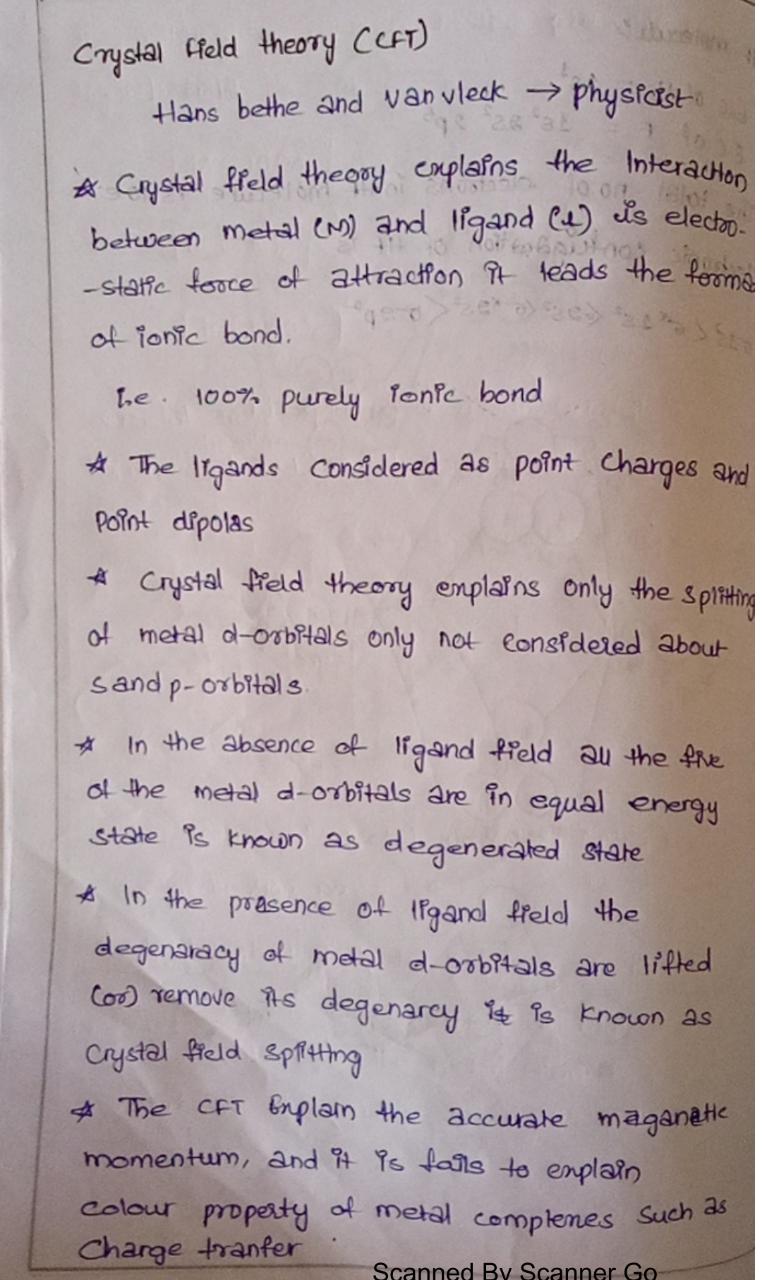 Crystal field theory (CFT)
Hans bethe and van vleck → physicist
☆ Crystal field theory explains the Interaction
between metal (M) and ligand (L) is electro-
-static force of attraction it leads the forma
of ionic bond.
i.e. 100% purely ionic bond
☆ The ligands considered as point charges and
point dipolas
☆ Crystal field theory explains only the splitting
of metal d-orbitals only not considered about
s and p-orbitals.
☆ In the absence of ligand field all the five
of the metal d-orbitals are in equal energy
state is known as degenerated state
☆ In the presence of ligand field the
degenaracy of metal d-orbitals are lifted
(or) remove its degenarcy it is known as
Crystal field splitting
☆ The CFT Explain the accurate maganetic
momentum, and it is fails to explain
colour property of metal complexes such as
Charge tranfer
Scanned By Scanner Go